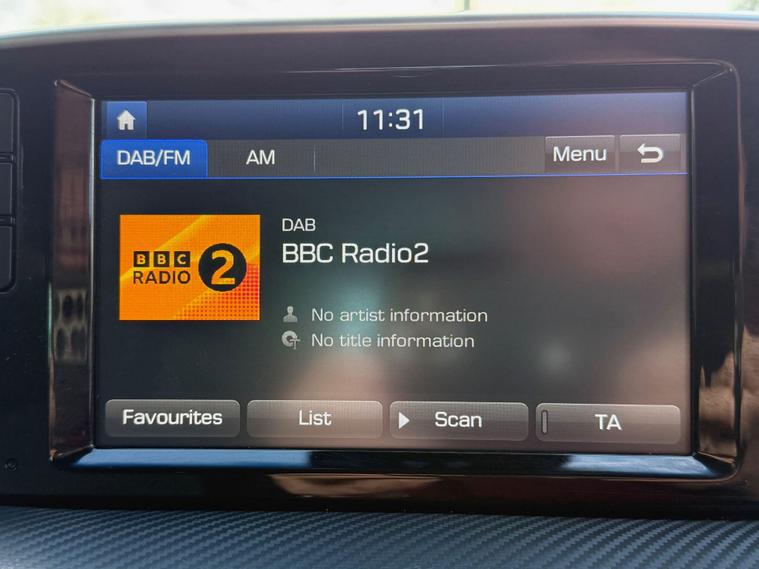 11:31
DAB/FM AM Menu
DAB
BBC Radio2
BBC
RADIO 2
No artist information
No title information
Favourites List Scan TA